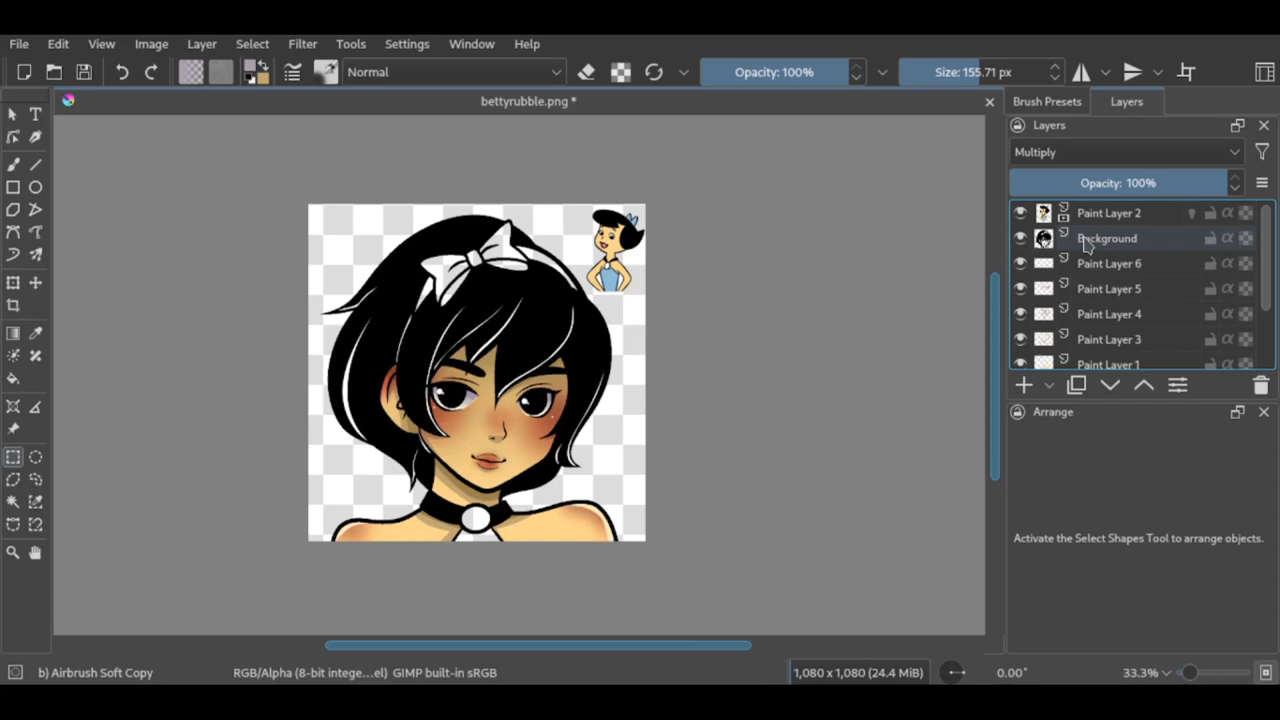 File Edit View Image Layer Select Filter Tools Settings Window Help
Normal Opacity: 100% Size: 155.71 px
bettyrubble.png *
Brush Presets Layers
Layers
Multiply
Opacity: 100%
Paint Layer 2
Background
Paint Layer 6
Paint Layer 5
Paint Layer 4
Paint Layer 3
Paint Layer 1
Arrange
Activate the Select Shapes Tool to arrange objects.
b) Airbrush Soft Copy RGB/Alpha (8-bit intege...el) GIMP built-in sRGB 1,080 x 1,080 (24.4 MiB) 0.00° 33.3%